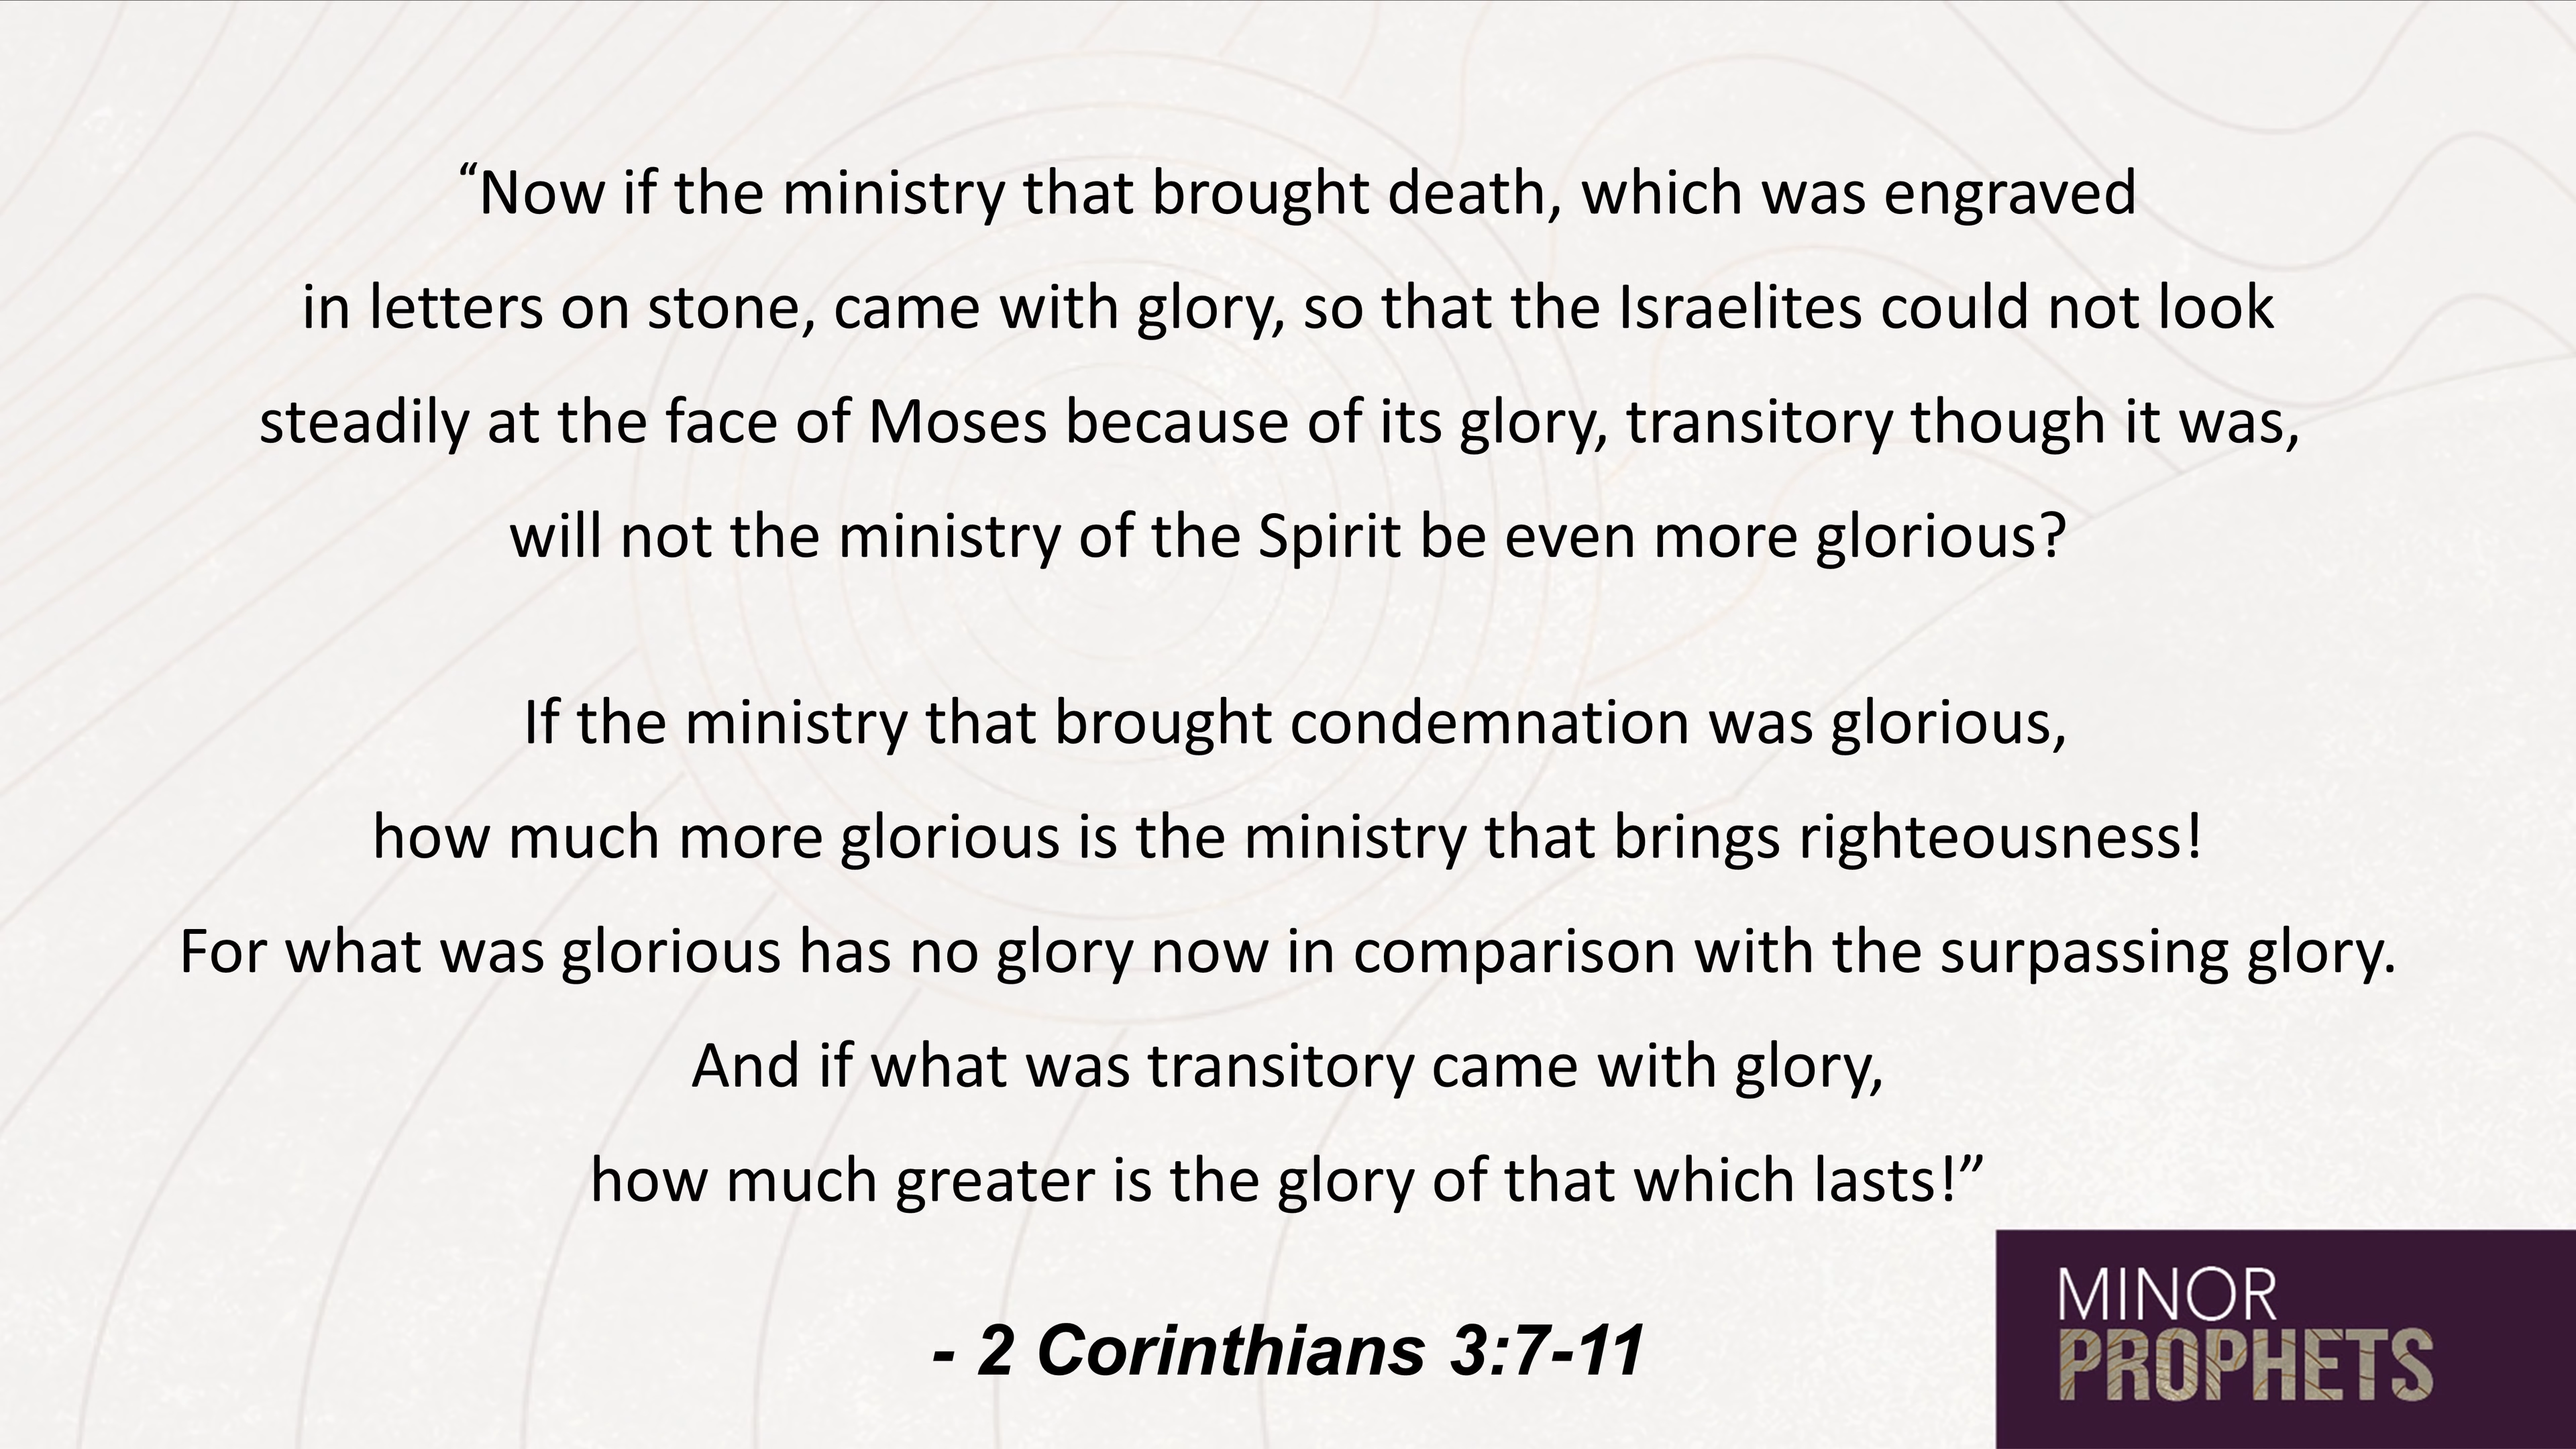 “Now if the ministry that brought death, which was engraved
in letters on stone, came with glory, so that the Israelites could not look
steadily at the face of Moses because of its glory, transitory though it was,
will not the ministry of the Spirit be even more glorious?
If the ministry that brought condemnation was glorious,
how much more glorious is the ministry that brings righteousness!
For what was glorious has no glory now in comparison with the surpassing glory.
And if what was transitory came with glory,
how much greater is the glory of that which lasts!”
- 2 Corinthians 3:7-11
MINOR
PROPHETS